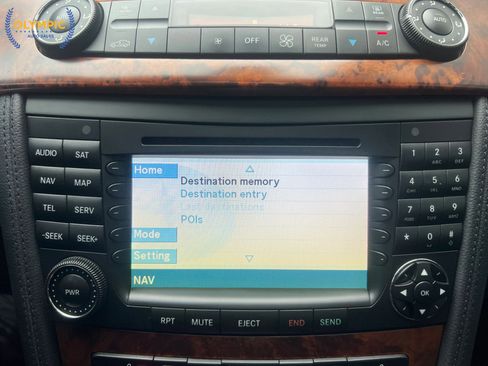 OLYMPIC
AUTO SALES
OFF
REAR
TEMP
A/C
AUTO
AUDIO
SAT
NAV
MAP
TEL
SERV
-SEEK
SEEK+
PWR
Home
Destination memory
Destination entry
Last destinations
POIs
Mode
Setting
NAV
1
2 ABC
3 DEF
4 GHI
5 JKL
6 MNO
7 PQRS
8 TUV
9 WXYZ
*
0
#
OK
RPT
MUTE
EJECT
END
SEND